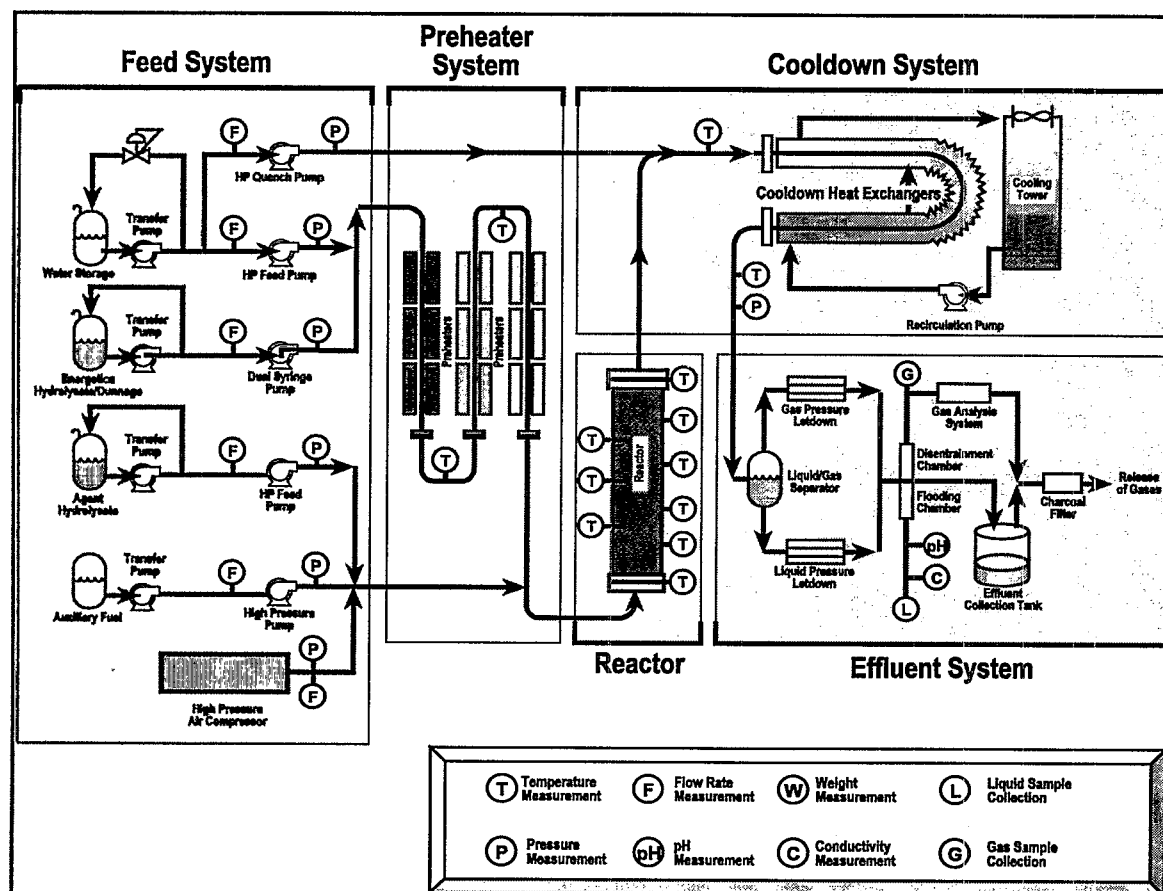 Feed System
Preheater
System
Cooldown System
F
P
HP Quench Pump
Transfer
Pump
Water Storage
F
P
HP Feed Pump
Transfer
Pump
Energetics
Hydrolysate/Dunnage
F
P
Dual Syringe
Pump
Transfer
Pump
Agent
Hydrolysate
F
P
HP Feed
Pump
Transfer
Pump
Auxiliary Fuel
F
P
High Pressure
Pump
P
F
High Pressure
Air Compressor
T
Preheaters
Preheaters
T
T
Cooldown Heat Exchangers
Cooling
Tower
T
P
Recirculation Pump
T
T
T
T
T
T
T
T
Reactor
Reactor
Gas Pressure
Letdown
Liquid/Gas
Separator
Liquid Pressure
Letdown
G
Gas Analysis
System
Disentrainment
Chamber
Flooding
Chamber
pH
C
L
Effluent
Collection Tank
Charcoal
Filter
Release
of Gases
Effluent System
T Temperature
Measurement
F Flow Rate
Measurement
W Weight
Measurement
L Liquid Sample
Collection
P Pressure
Measurement
pH pH
Measurement
C Conductivity
Measurement
G Gas Sample
Collection